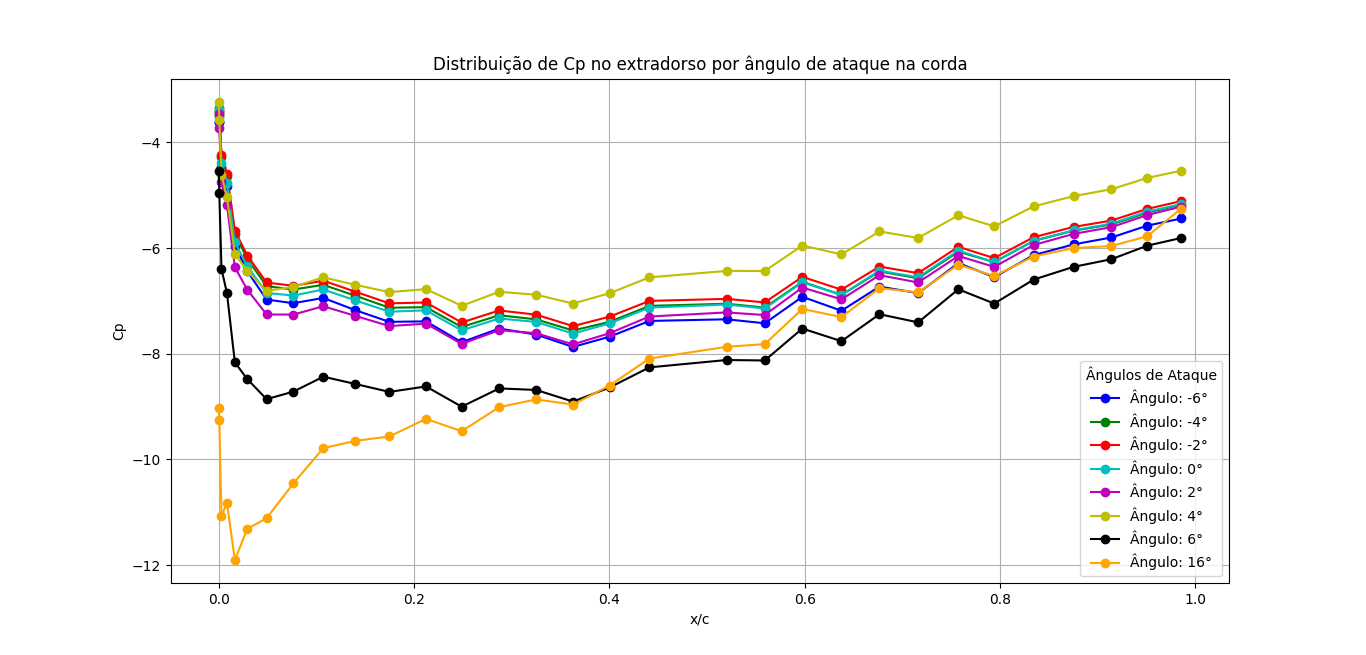 Distribuição de Cp no extradorso por ângulo de ataque na corda
Cp
−4
−6
−8
−10
−12
0.0
0.2
0.4
0.6
0.8
1.0
x/c
Ângulos de Ataque
Ângulo: -6°
Ângulo: -4°
Ângulo: -2°
Ângulo: 0°
Ângulo: 2°
Ângulo: 4°
Ângulo: 6°
Ângulo: 16°